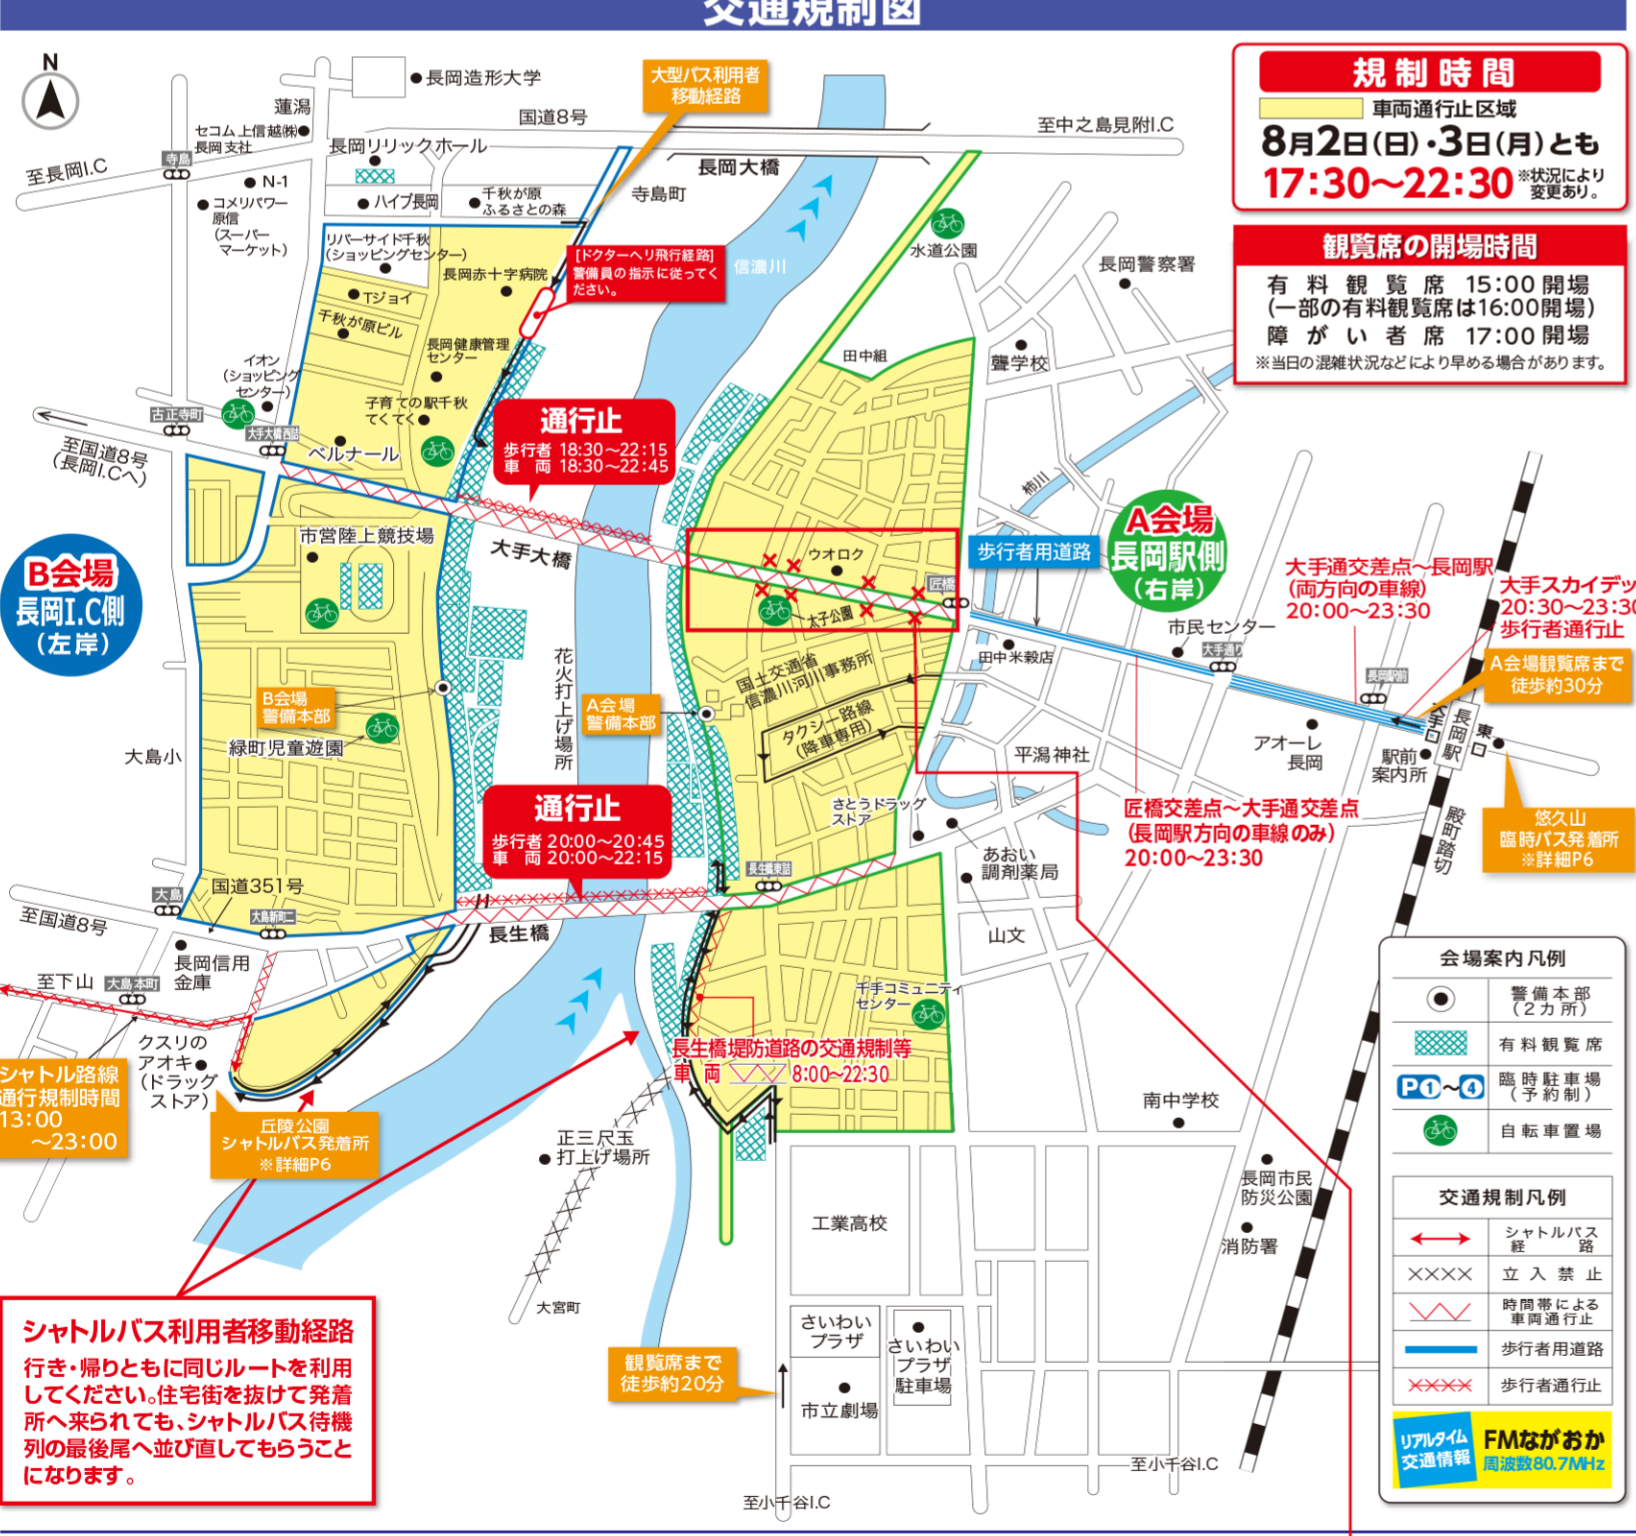 交通規制図
規制時間
車両通行止区域
8月2日(日)・3日(月)とも
17:30〜22:30
※状況により
変更あり。
観覧席の開場時間
有料観覧席 15:00開場
(一部の有料観覧席は16:00開場)
障がい者席 17:00開場
※当日の混雑状況などにより早める場合があります。
N
長岡造形大学
蓮潟
セコム上信越㈱
長岡支社
寺島
至長岡I.C
N-1
コメリパワー
原信
(スーパー
マーケット)
長岡リリックホール
ハイブ長岡
千秋が原
ふるさとの森
国道8号
大型バス利用者
移動経路
長岡大橋
寺島町
至中之島見附I.C
リバーサイド千秋
(ショッピングセンター)
長岡赤十字病院
Tジョイ
千秋が原ビル
長岡健康管理
センター
子育ての駅千秋
てくてく
ベルナール
イオン
(ショッピング
センター)
古正寺町
大手大橋西詰
至国道8号
(長岡I.Cへ)
[ドクターヘリ飛行経路]
警備員の指示に従ってく
ださい。
信濃川
水道公園
長岡警察署
田中組
聾学校
柿川
通行止
歩行者 18:30〜22:15
車 両 18:30〜22:45
大手大橋
B会場
長岡I.C側
(左岸)
市営陸上競技場
B会場
警備本部
緑町児童遊園
大島小
花火打上げ場所
A会場
警備本部
ウオロク
匠橋
太子公園
歩行者用道路
A会場
長岡駅側
(右岸)
国土交通省
信濃川河川事務所
タクシー路線
(降車専用)
田中米穀店
市民センター
大手通り
大手通交差点〜長岡駅
(両方向の車線)
20:00〜23:30
大手スカイデッ
20:30〜23:30
歩行者通行止
A会場観覧席まで
徒歩約30分
長岡駅前
大手口
長岡駅
東口
アオーレ
長岡
駅前
案内所
平潟神社
さとうドラッグ
ストア
あおい
調剤薬局
山文
匠橋交差点〜大手通交差点
(長岡駅方向の車線のみ)
20:00〜23:30
殿町踏切
悠久山
臨時バス発着所
※詳細P6
通行止
歩行者 20:00〜20:45
車 両 20:00〜22:15
長生橋東詰
長生橋
国道351号
大島
大島新町二
至国道8号
長岡信用
金庫
至下山
大島本町
クスリの
アオキ
(ドラッグ
ストア)
シャトル路線
通行規制時間
13:00
〜23:00
丘陵公園
シャトルバス発着所
※詳細P6
千手コミュニティ
センター
長生橋堤防道路の交通規制等
車 両 8:00〜22:30
正三尺玉
打上げ場所
大宮町
南中学校
長岡市民
防災公園
消防署
工業高校
さいわい
プラザ
さいわい
プラザ
駐車場
市立劇場
観覧席まで
徒歩約20分
至小千谷I.C
至小千谷I.C
シャトルバス利用者移動経路
行き・帰りともに同じルートを利用
してください。住宅街を抜けて発着
所へ来られても、シャトルバス待機
列の最後尾へ並び直してもらうこと
になります。
会場案内凡例
警備本部
(2カ所)
有料観覧席
P1〜4
臨時駐車場
(予約制)
自転車置場
交通規制凡例
シャトルバス
経路
立入禁止
時間帯による
車両通行止
歩行者用道路
歩行者通行止
リアルタイム
交通情報
FMながおか
周波数80.7MHz